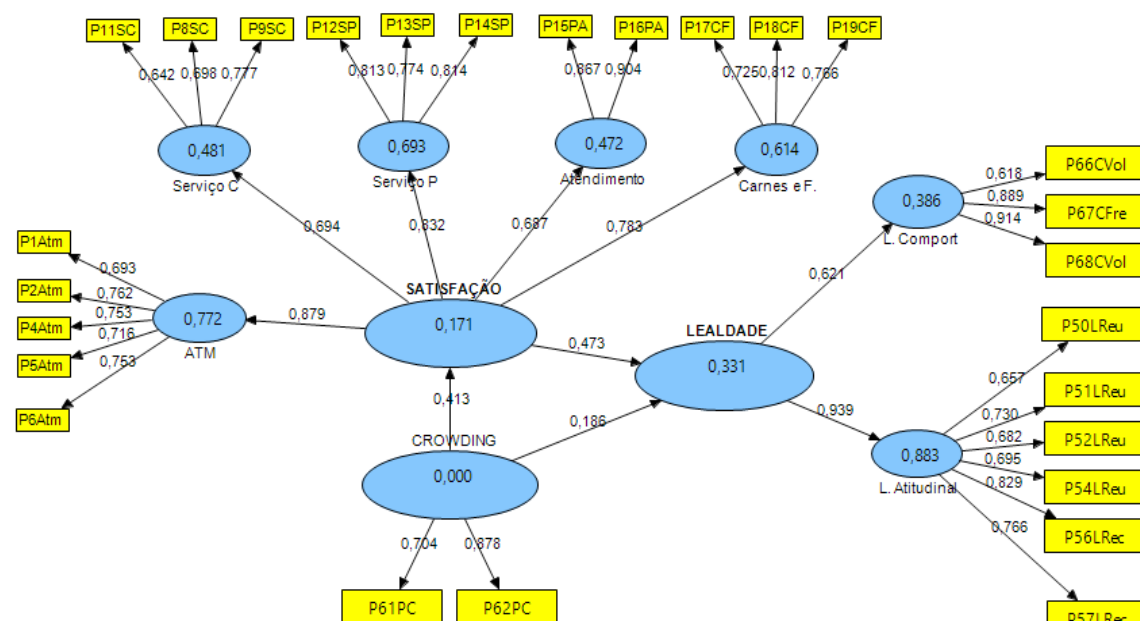 P11SC
P8SC
P9SC
P12SP
P13SP
P14SP
P15PA
P16PA
P17CF
P18CF
P19CF
0,642
0,698
0,777
0,813
0,774
0,814
0,867
0,904
0,725
0,812
0,766
0,481
Serviço C
0,693
Serviço P
0,472
Atendimento
0,614
Carnes e F.
0,694
0,832
0,687
0,783
P66CVol
P67CFre
P68CVol
0,618
0,889
0,914
0,386
L. Comport
0,621
P1Atm
P2Atm
P4Atm
P5Atm
P6Atm
0,693
0,762
0,753
0,716
0,753
0,772
ATM
0,879
SATISFAÇÃO
0,171
0,473
LEALDADE
0,331
0,413
0,186
0,939
CROWDING
0,000
0,704
0,878
P61PC
P62PC
0,883
L. Atitudinal
0,657
0,730
0,682
0,695
0,829
0,766
P50LReu
P51LReu
P52LReu
P54LReu
P56LRec
P57LRec